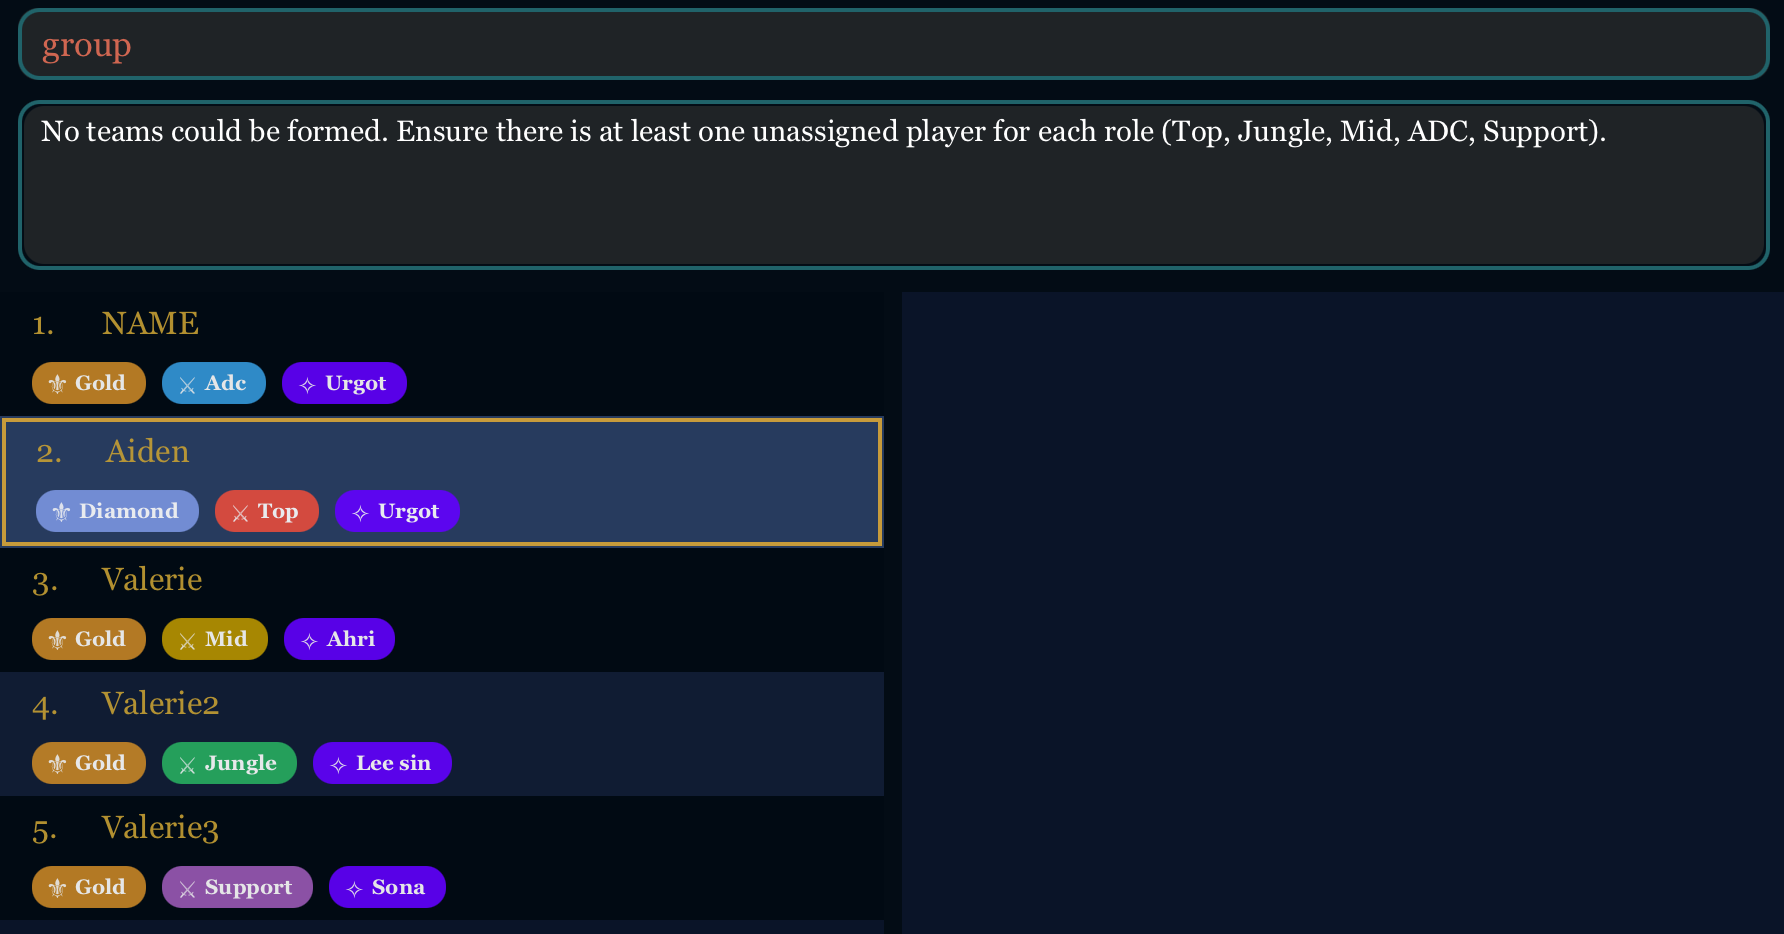 group
No teams could be formed. Ensure there is at least one unassigned player for each role (Top, Jungle, Mid, ADC, Support).
1. NAME
Gold Adc Urgot
2. Aiden
Diamond Top Urgot
3. Valerie
Gold Mid Ahri
4. Valerie2
Gold Jungle Lee sin
5. Valerie3
Gold Support Sona